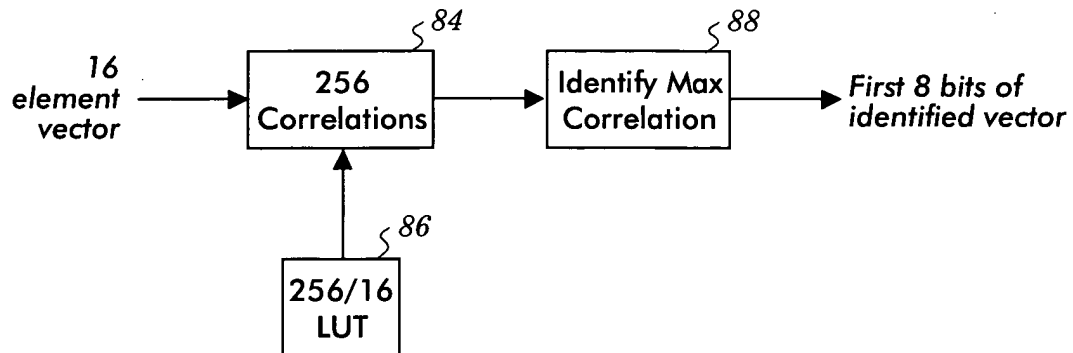 84
88
16
element
vector
256
Correlations
Identify Max
Correlation
First 8 bits of
identified vector
86
256/16
LUT